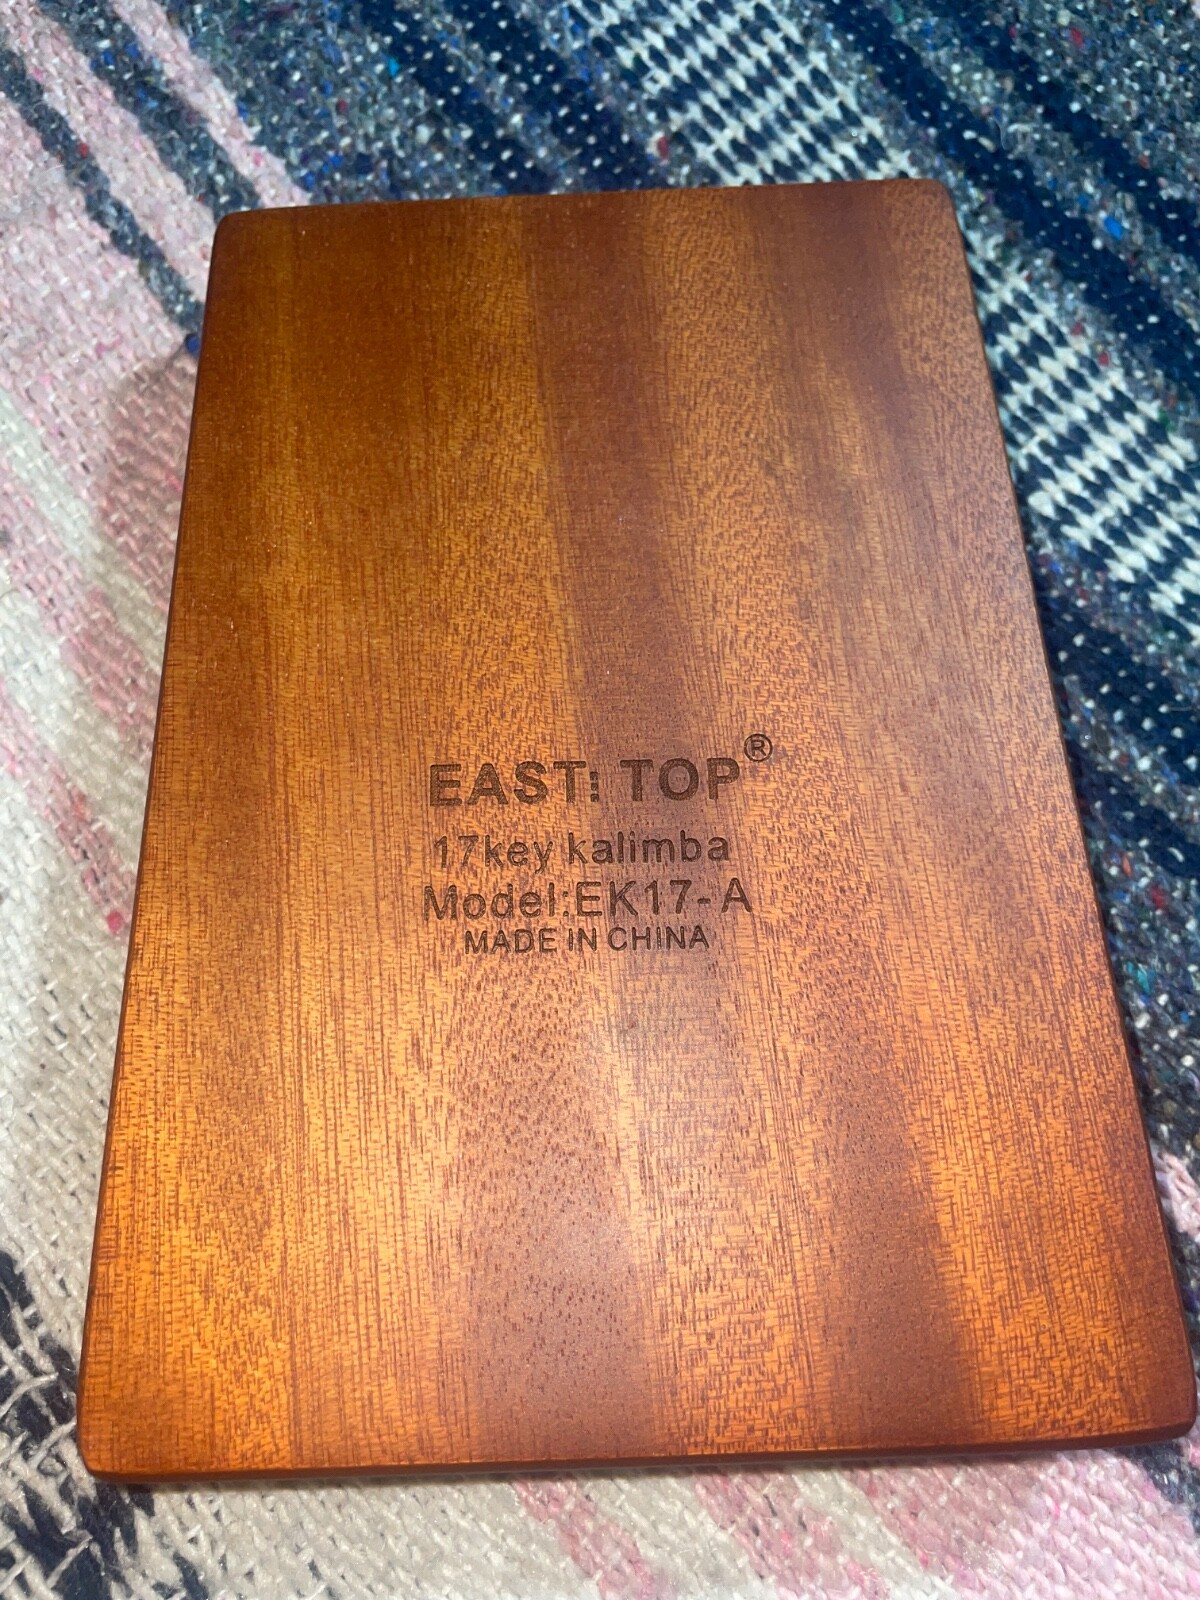 EAST: TOP®
17key kalimba
Model:EK17-A
MADE IN CHINA